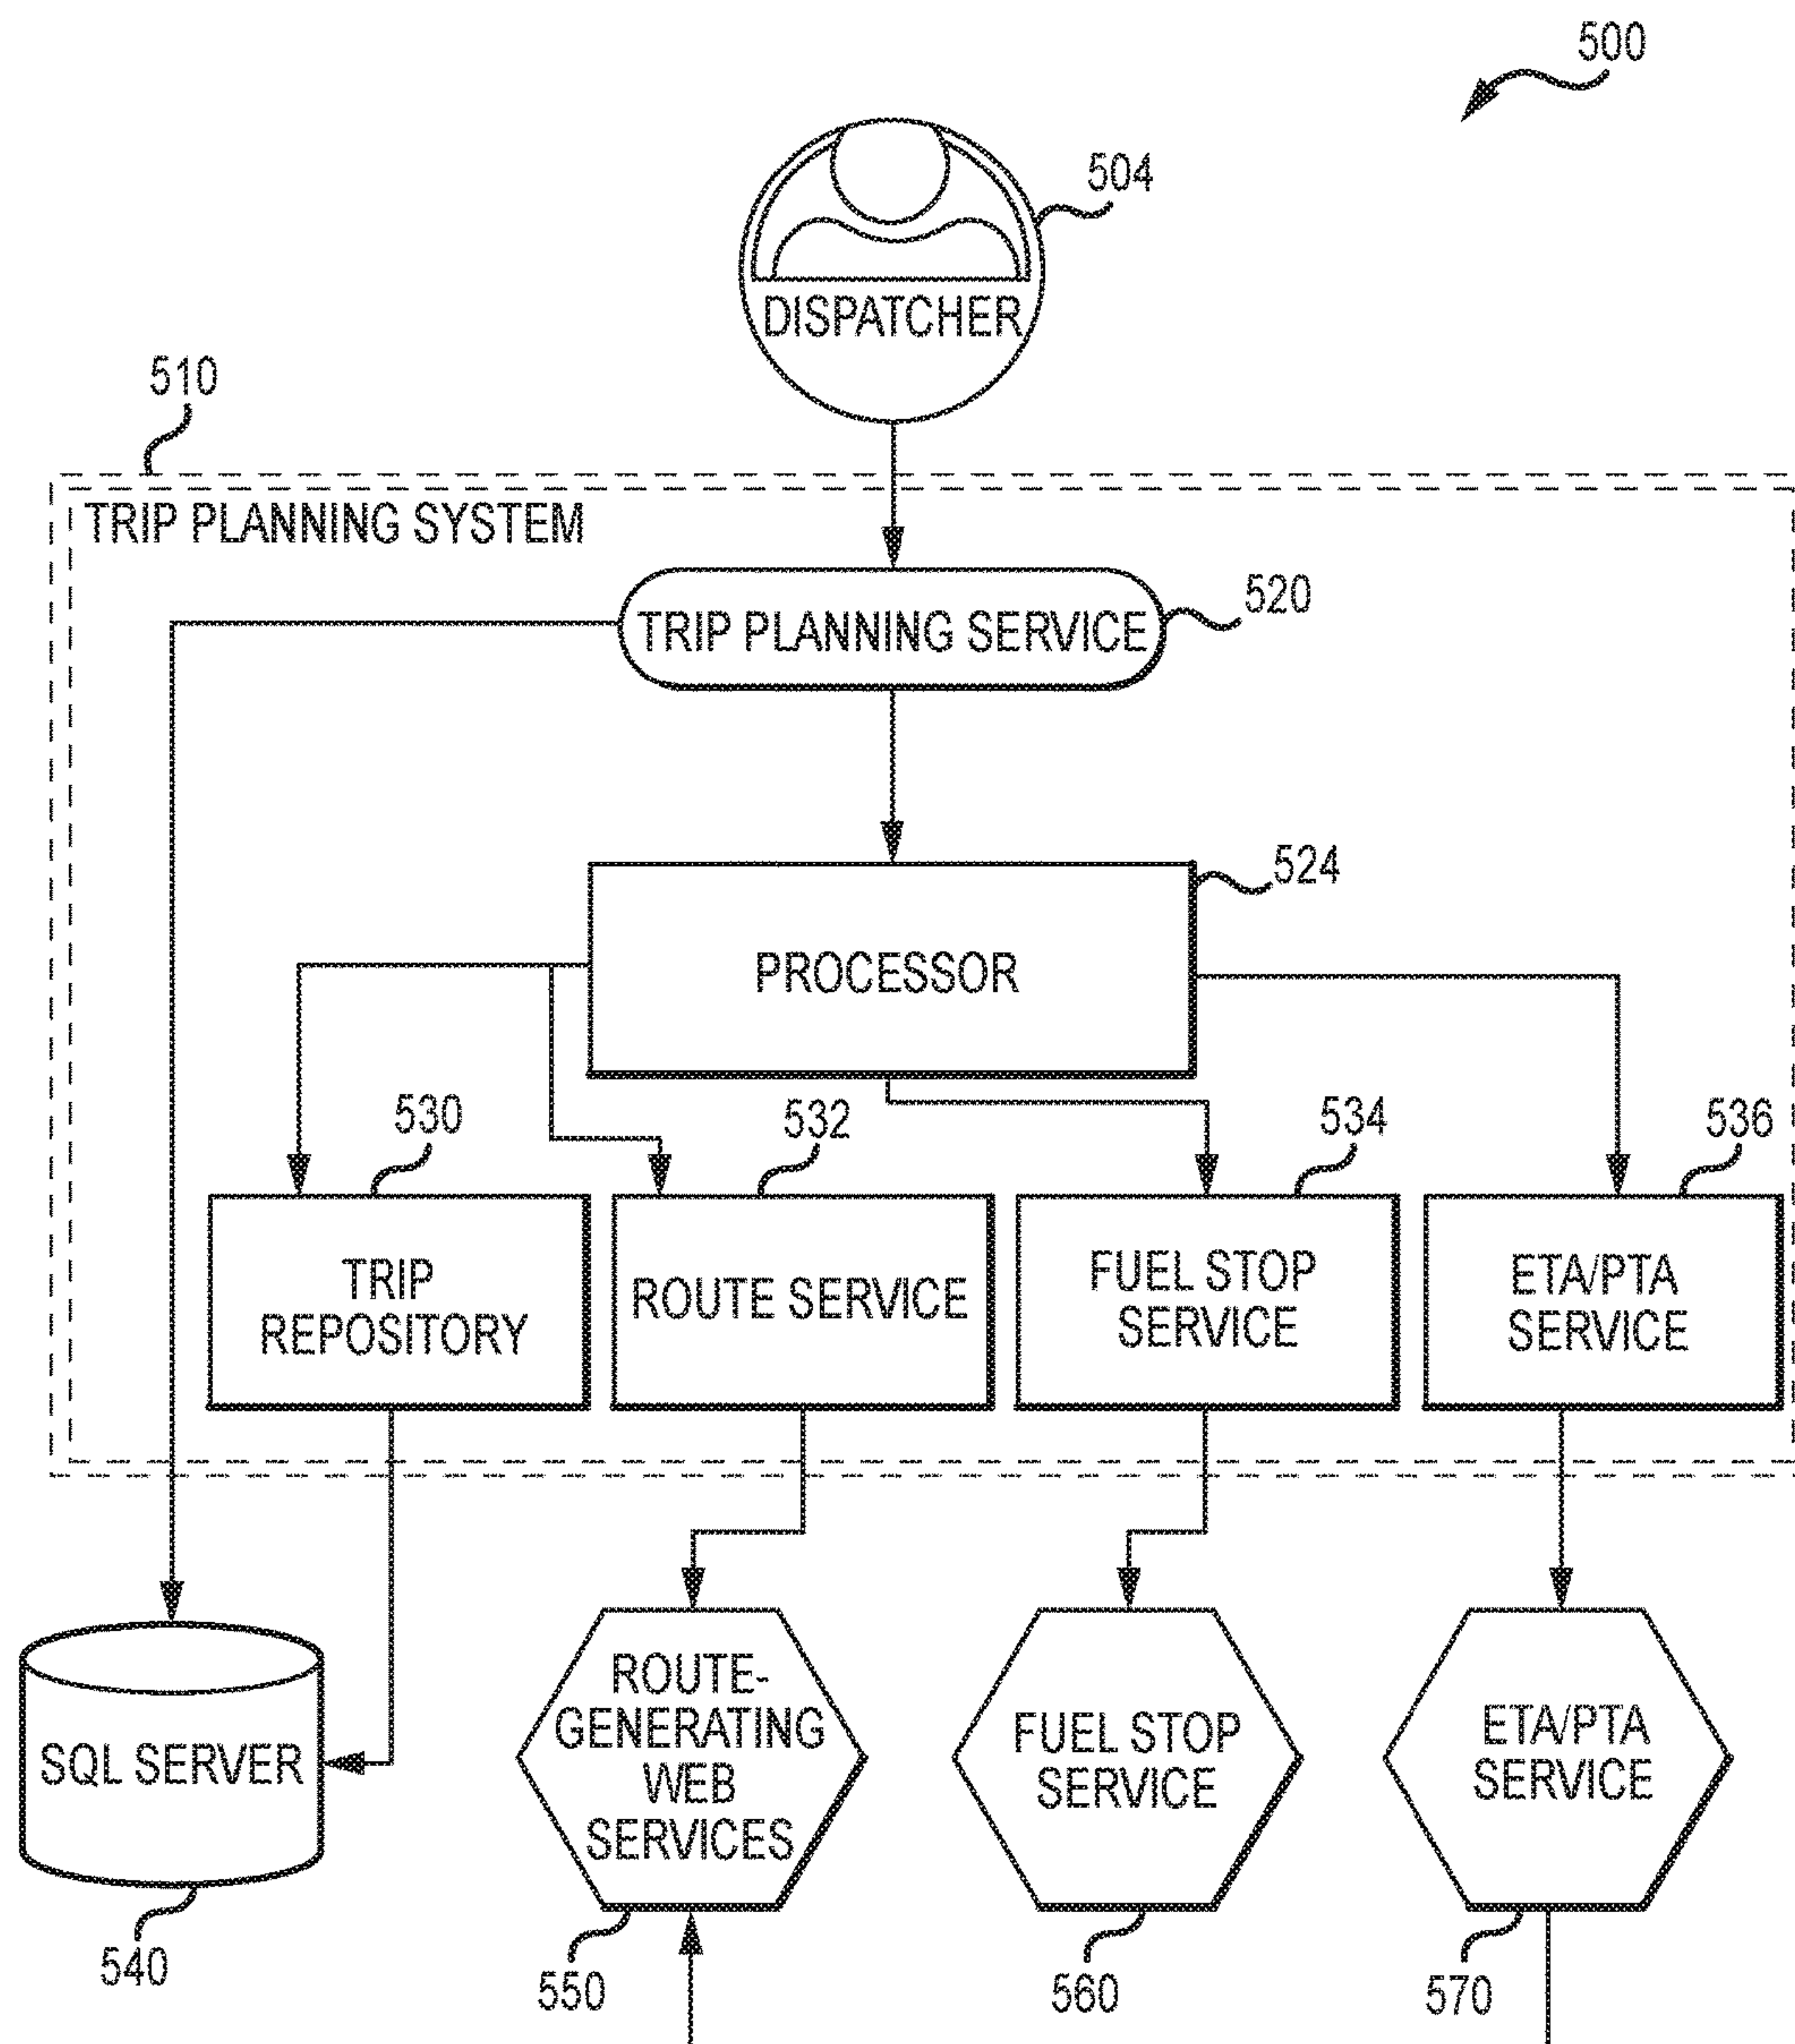 500
504
DISPATCHER
510
TRIP PLANNING SYSTEM
520
TRIP PLANNING SERVICE
524
PROCESSOR
530
532
534
536
TRIP
REPOSITORY
ROUTE SERVICE
FUEL STOP
SERVICE
ETA/PTA
SERVICE
SQL SERVER
ROUTE-
GENERATING
WEB
SERVICES
FUEL STOP
SERVICE
ETA/PTA
SERVICE
540
550
560
570